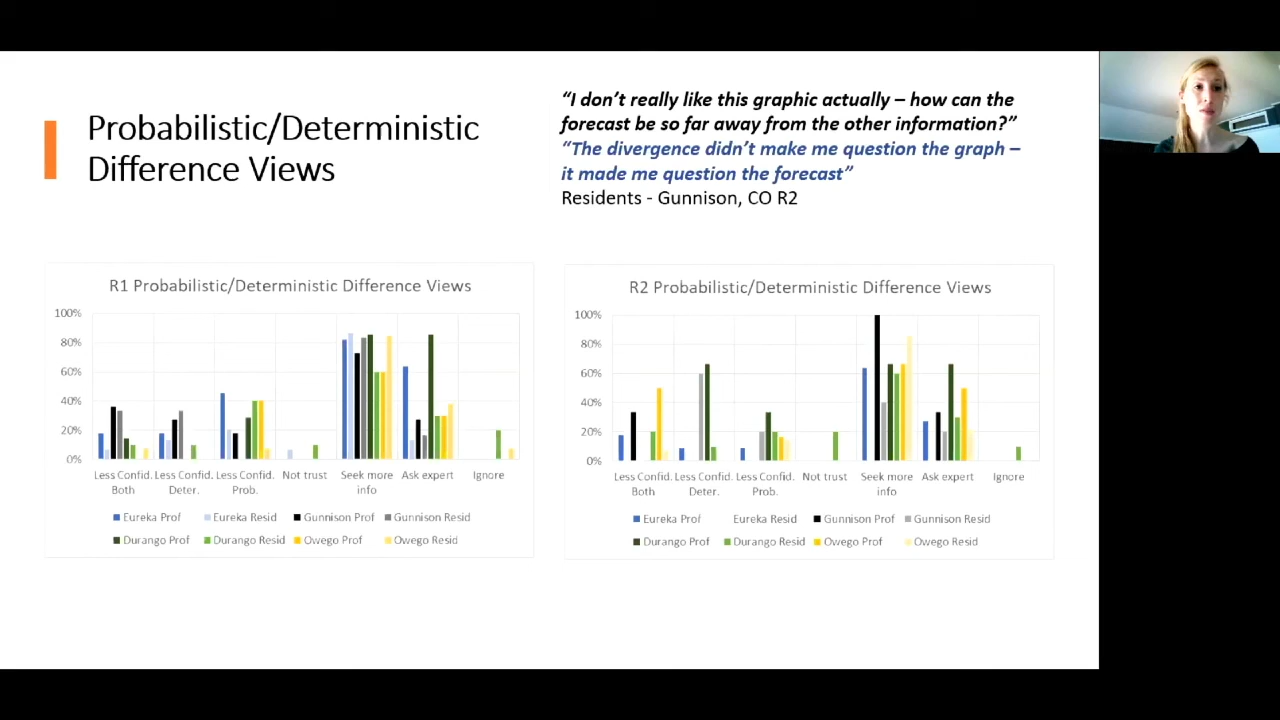 Probabilistic/Deterministic
Difference Views
“I don’t really like this graphic actually – how can the
forecast be so far away from the other information?”
“The divergence didn’t make me question the graph –
it made me question the forecast”
Residents - Gunnison, CO R2
R1 Probabilistic/Deterministic Difference Views
100%
80%
60%
40%
20%
0%
Less Confid. Less Confid. Less Confid. Not trust Seek more Ask expert Ignore
Both Deter. Prob. info
Eureka Prof Eureka Resid Gunnison Prof Gunnison Resid
Durango Prof Durango Resid Owego Prof Owego Resid
R2 Probabilistic/Deterministic Difference Views
100%
80%
60%
40%
20%
0%
Less Confid. Less Confid. Less Confid. Not trust Seek more Ask expert Ignore
Both Deter. Prob. info
Eureka Prof Eureka Resid Gunnison Prof Gunnison Resid
Durango Prof Durango Resid Owego Prof Owego Resid